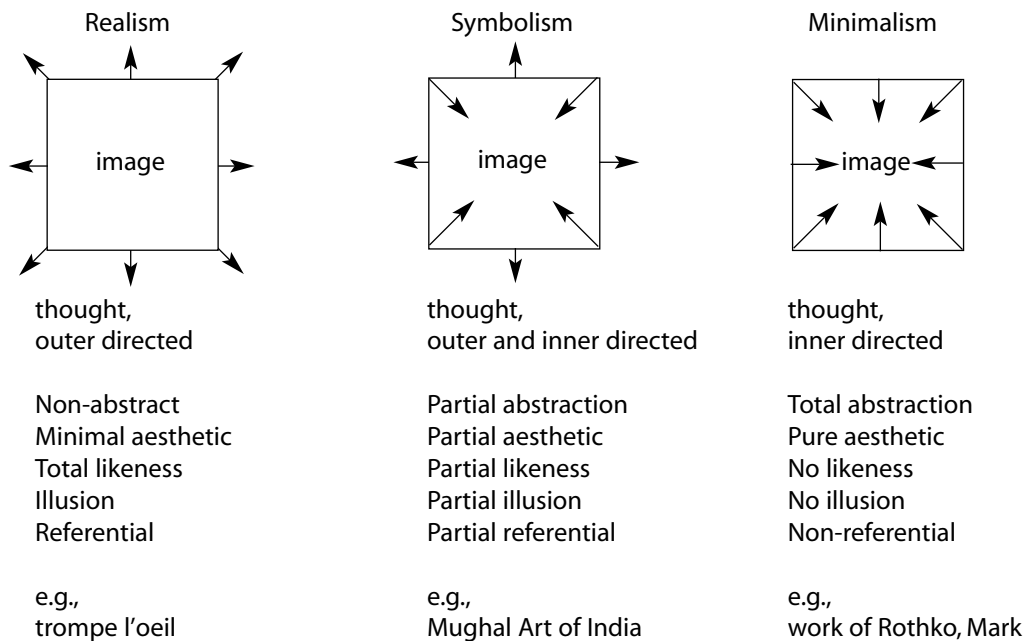 Realism
image
thought,
outer directed
Non-abstract
Minimal aesthetic
Total likeness
Illusion
Referential
e.g.,
trompe l'oeil
Symbolism
image
thought,
outer and inner directed
Partial abstraction
Partial aesthetic
Partial likeness
Partial illusion
Partial referential
e.g.,
Mughal Art of India
Minimalism
image
thought,
inner directed
Total abstraction
Pure aesthetic
No likeness
No illusion
Non-referential
e.g.,
work of Rothko, Mark